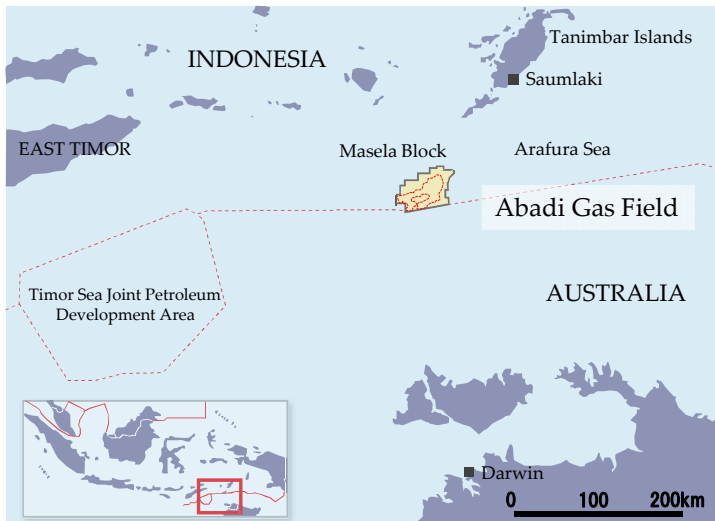 Tanimbar Islands
INDONESIA
Saumlaki
EAST TIMOR
Masela Block
Arafura Sea
Abadi Gas Field
Timor Sea Joint Petroleum
Development Area
AUSTRALIA
Darwin
0 100 200km